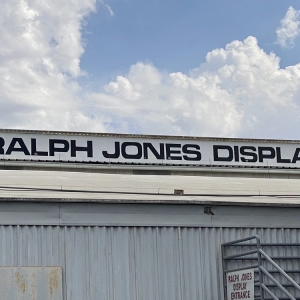 RALPH JONES DISPLA
RALPH JONES
DISPLAY
ENTRANCE